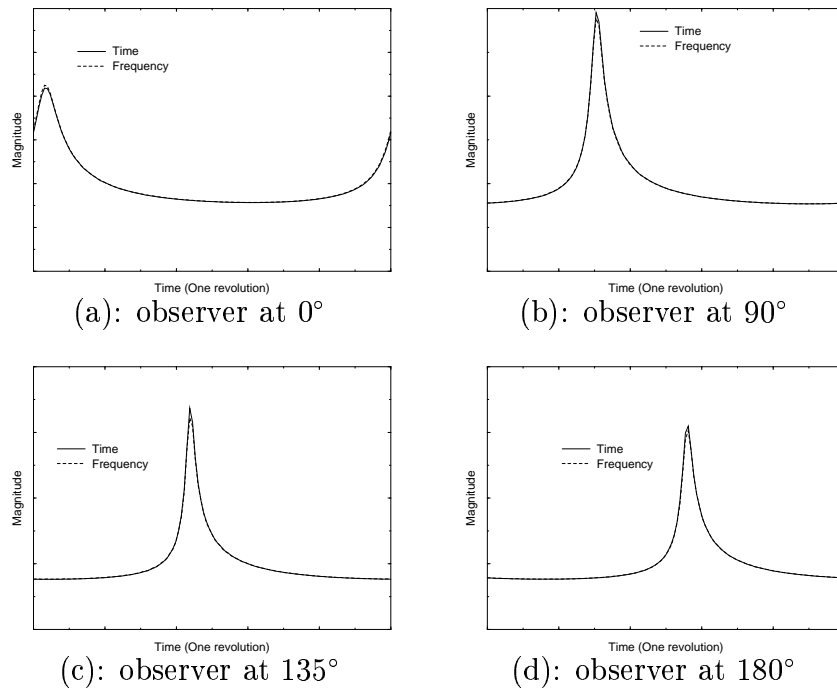 Time
Frequency
Magnitude
Time (One revolution)
(a): observer at 0°
Time
Frequency
Magnitude
Time (One revolution)
(b): observer at 90°
Time
Frequency
Magnitude
Time (One revolution)
(c): observer at 135°
Time
Frequency
Magnitude
Time (One revolution)
(d): observer at 180°